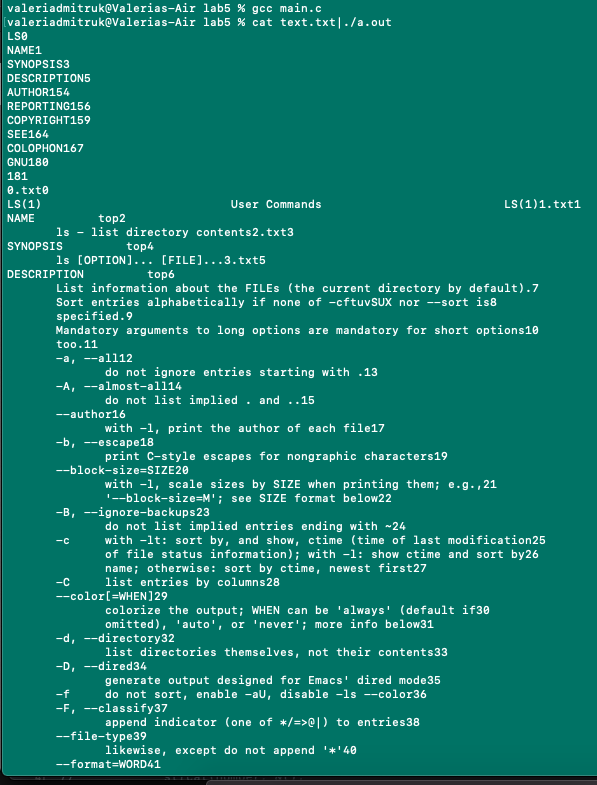 valeriadmitruk@Valerias-Air lab5 % gcc main.c
[valeriadmitruk@Valerias-Air lab5 % cat text.txt|./a.out
LS0
NAME1
SYNOPSIS3
DESCRIPTION5
AUTHOR154
REPORTING156
COPYRIGHT159
SEE164
COLOPHON167
GNU180
181
0.txt0
LS(1) User Commands LS(1)1.txt1
NAME top2
ls - list directory contents2.txt3
SYNOPSIS top4
ls [OPTION]... [FILE]...3.txt5
DESCRIPTION top6
List information about the FILEs (the current directory by default).7
Sort entries alphabetically if none of -cftuvSUX nor --sort is8
specified.9
Mandatory arguments to long options are mandatory for short options10
too.11
-a, --all12
do not ignore entries starting with .13
-A, --almost-all14
do not list implied . and ..15
--author16
with -l, print the author of each file17
-b, --escape18
print C-style escapes for nongraphic characters19
--block-size=SIZE20
with -l, scale sizes by SIZE when printing them; e.g.,21
'--block-size=M'; see SIZE format below22
-B, --ignore-backups23
do not list implied entries ending with ~24
-c with -lt: sort by, and show, ctime (time of last modification25
of file status information); with -l: show ctime and sort by26
name; otherwise: sort by ctime, newest first27
-C list entries by columns28
--color[=WHEN]29
colorize the output; WHEN can be 'always' (default if30
omitted), 'auto', or 'never'; more info below31
-d, --directory32
list directories themselves, not their contents33
-D, --dired34
generate output designed for Emacs' dired mode35
-f do not sort, enable -aU, disable -ls --color36
-F, --classify37
append indicator (one of */=>@|) to entries38
--file-type39
likewise, except do not append '*'40
--format=WORD41